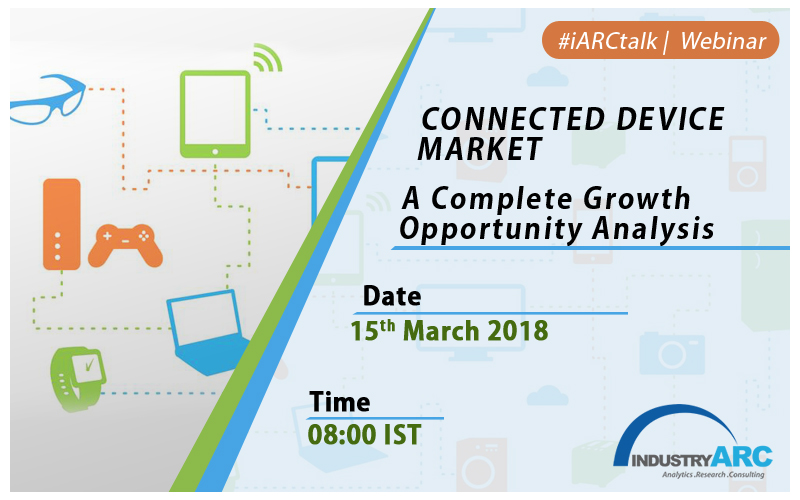 #iARCtalk | Webinar
CONNECTED DEVICE
MARKET
A Complete Growth
Opportunity Analysis
Date
15th March 2018
Time
08:00 IST
INDUSTRYARC
Analytics .Research .Consulting